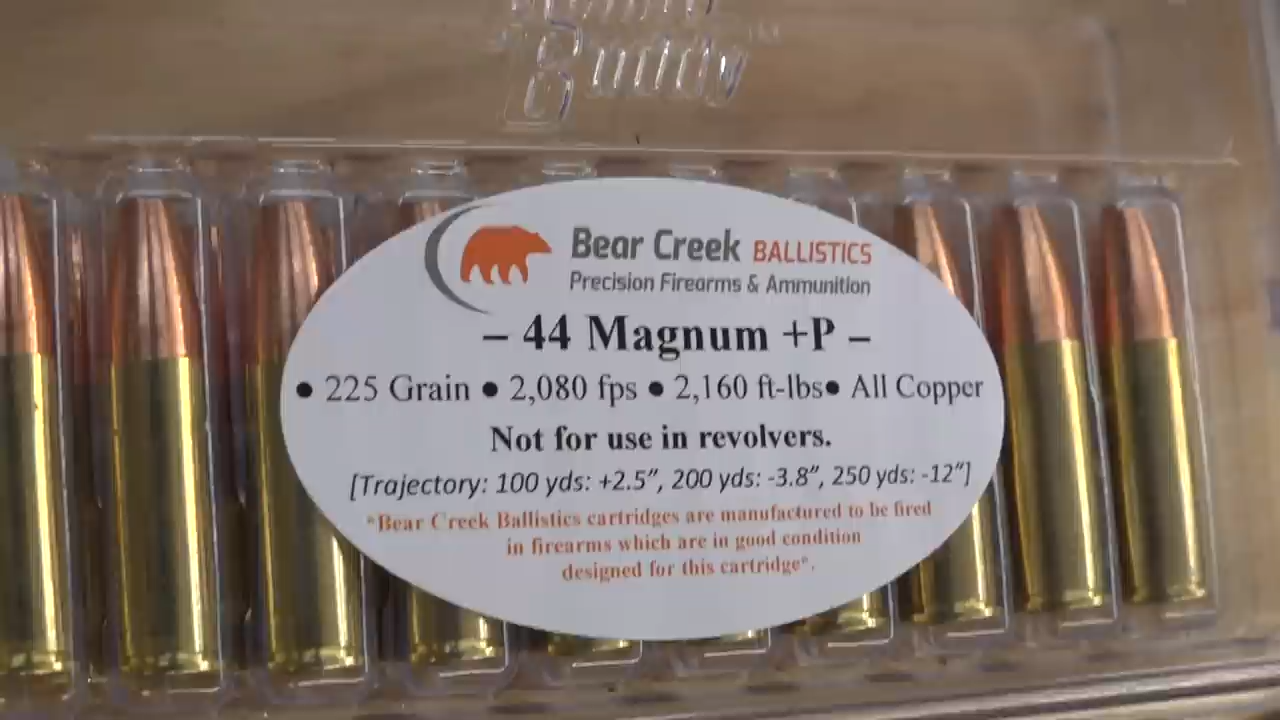 Buddy
Bear Creek BALLISTICS
Precision Firearms & Ammunition
– 44 Magnum +P –
• 225 Grain • 2,080 fps • 2,160 ft-lbs• All Copper
Not for use in revolvers.
[Trajectory: 100 yds: +2.5″, 200 yds: -3.8″, 250 yds: -12″]
*Bear Creek Ballistics cartridges are manufactured to be fired
in firearms which are in good condition
designed for this cartridge*.